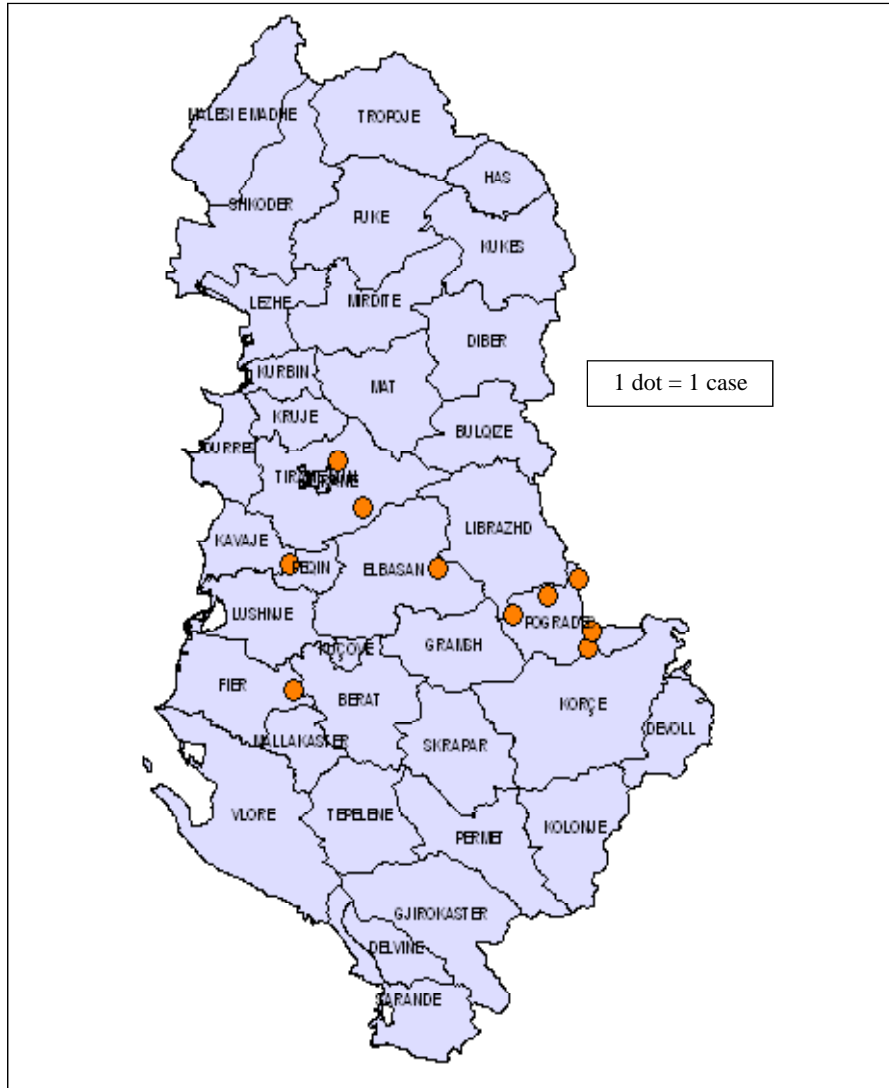 MALESI E MADHE
TROPOJE
HAS
SHKODER
PUKE
KUKES
LEZHE
MIRDITE
DIBER
KURBIN
MAT
1 dot = 1 case
KRUJE
BULQIZE
DURRES
LIBRAZHD
KAVAJE
PEQIN
ELBASAN
LUSHNJE
POGRADEC
GRAMSH
KUÇOVE
FIER
BERAT
KORÇE
DEVOLL
MALLAKASTER
SKRAPAR
VLORE
TEPELENE
PERMET
KOLONJE
GJIROKASTER
DELVINE
SARANDE